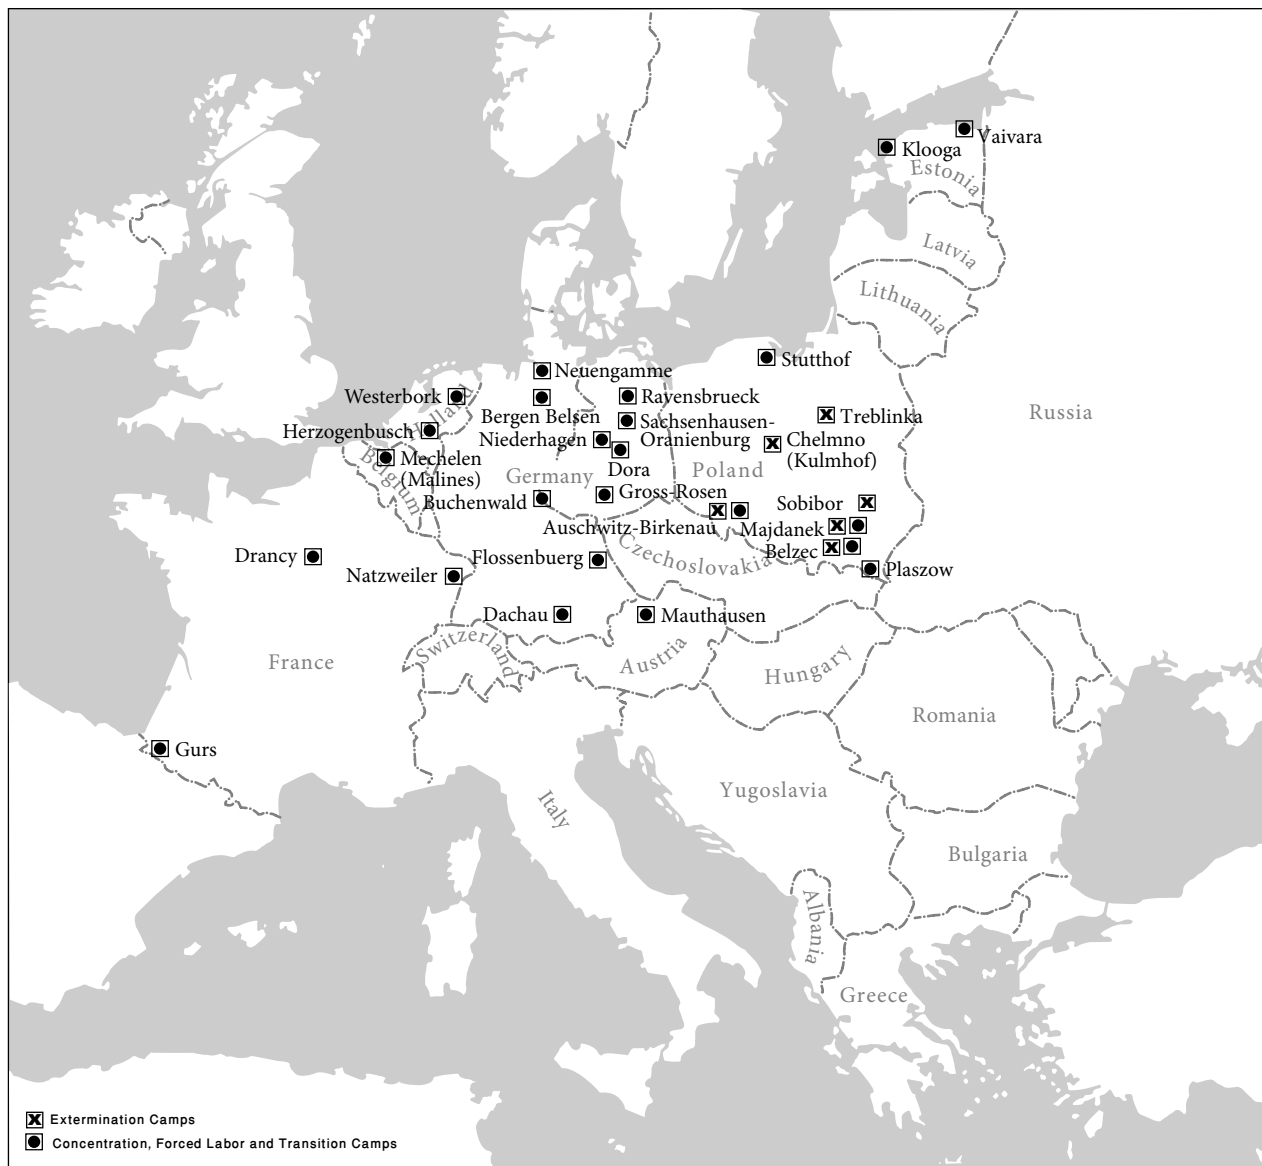 Vaivara
Klooga
Estonia
Latvia
Lithuania
Stutthof
Neuengamme
Westerbork
Ravensbrueck
Holland
Bergen Belsen
Treblinka
Russia
Herzogenbusch
Sachsenhausen-
Oranienburg
Niederhagen
Chelmno
(Kulmhof)
Mechelen
(Malines)
Belgrum
Dora
Poland
Germany
Gross-Rosen
Buchenwald
Sobibor
Auschwitz-Birkenau
Majdanek
Belzec
Czechoslovakia
Drancy
Flossenbuerg
Plaszow
Natzweiler
Dachau
Mauthausen
France
Switzerland
Austria
Hungary
Romania
Gurs
Yugoslavia
Italy
Bulgaria
Albania
Greece
Extermination Camps
Concentration, Forced Labor and Transition Camps